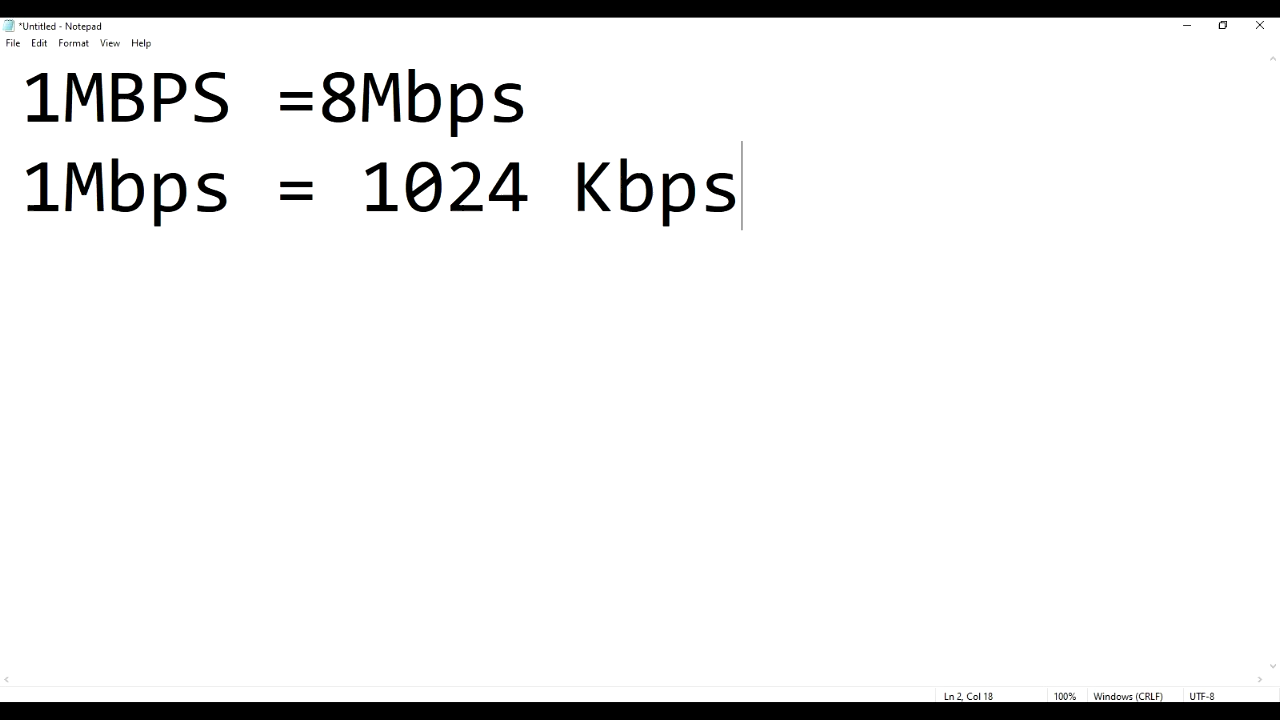 *Untitled - Notepad
File Edit Format View Help
1MBPS =8Mbps
1Mbps = 1024 Kbps
Ln 2, Col 18 100% Windows (CRLF) UTF-8